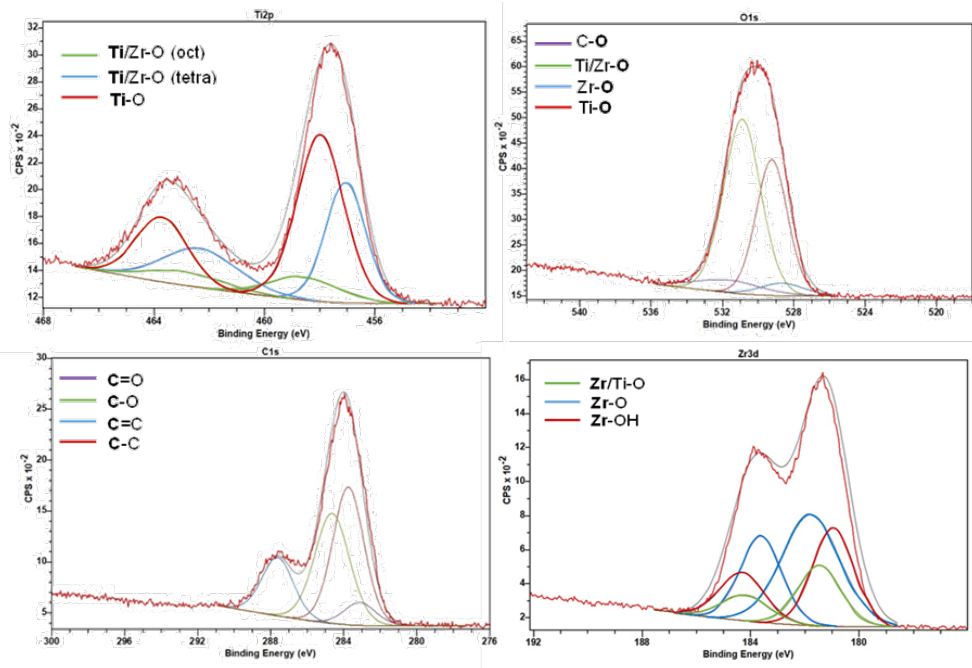 Ti2p
32
30
28
26
24
22
20
18
16
14
12
CPS x 10⁻²
Ti/Zr-O (oct)
Ti/Zr-O (tetra)
Ti-O
468 464 460 456
Binding Energy (eV)
O1s
65
60
55
50
45
40
35
30
25
20
15
CPS x 10⁻²
C-O
Ti/Zr-O
Zr-O
Ti-O
540 536 532 528 524 520
Binding Energy (eV)
C1s
30
25
20
15
10
5
CPS x 10⁻²
C=O
C-O
C=C
C-C
300 296 292 288 284 280 276
Binding Energy (eV)
Zr3d
16
14
12
10
8
6
4
2
CPS x 10⁻²
Zr/Ti-O
Zr-O
Zr-OH
192 188 184 180
Binding Energy (eV)